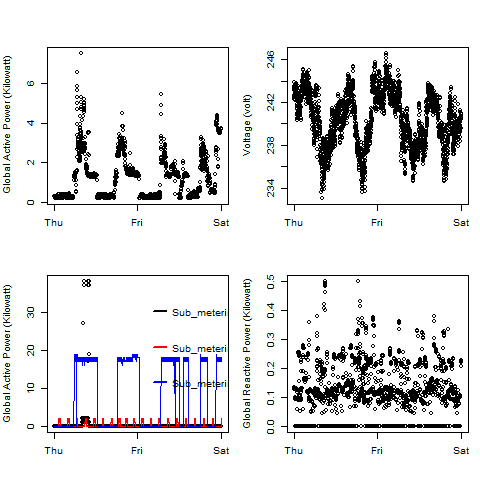 Global Active Power (Kilowatt)
0 2 4 6
Thu Fri Sat
Voltage (volt)
234 238 242 246
Thu Fri Sat
Global Active Power (Kilowatt)
0 10 20 30
Sub_meteri
Sub_meteri
Sub_meteri
Thu Fri Sat
Global Reactive Power (Kilowatt)
0.0 0.1 0.2 0.3 0.4 0.5
Thu Fri Sat